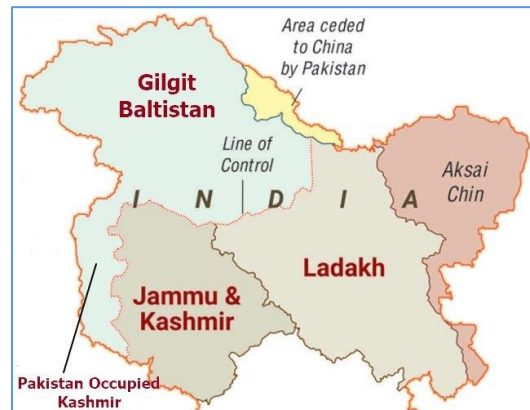 Area ceded
to China
by Pakistan
Gilgit
Baltistan
Line of
Control
INDIA
Aksai
Chin
Ladakh
Jammu &
Kashmir
Pakistan Occupied
Kashmir